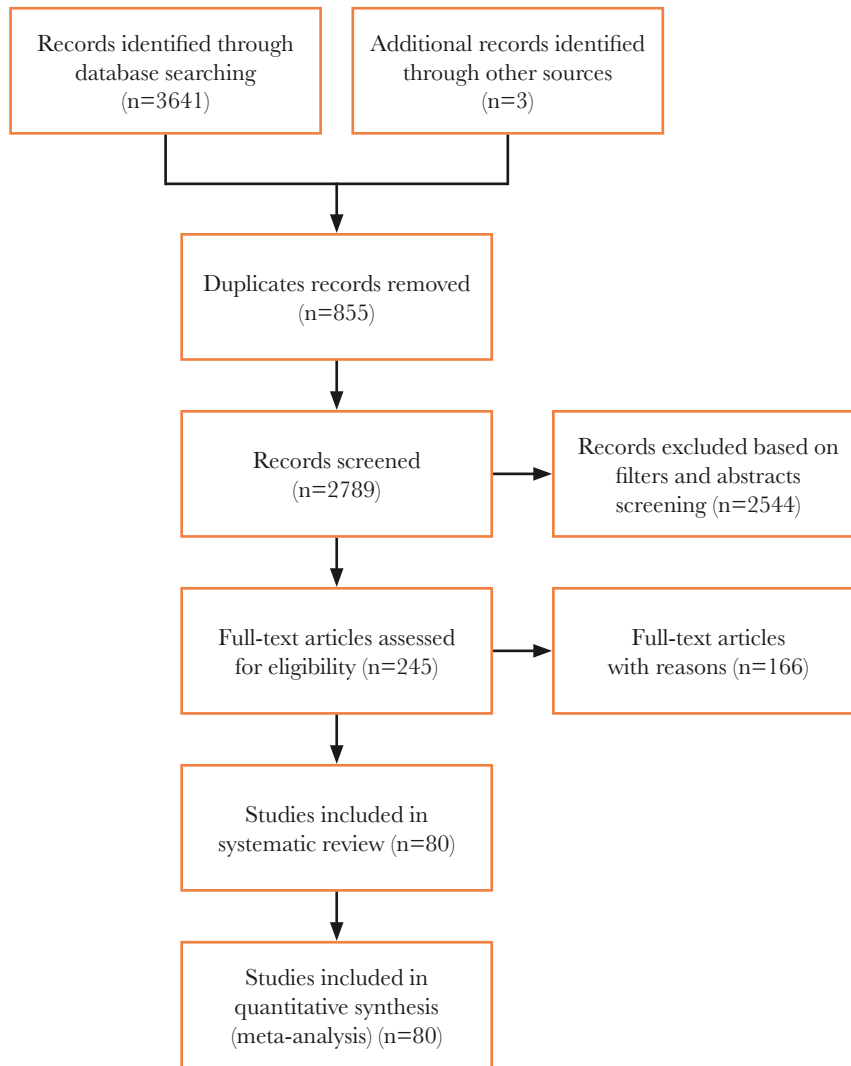 Records identified through
database searching
(n=3641)
Additional records identified
through other sources
(n=3)
Duplicates records removed
(n=855)
Records screened
(n=2789)
Records excluded based on
filters and abstracts
screening (n=2544)
Full-text articles assessed
for eligibility (n=245)
Full-text articles
with reasons (n=166)
Studies included in
systematic review (n=80)
Studies included in
quantitative synthesis
(meta-analysis) (n=80)